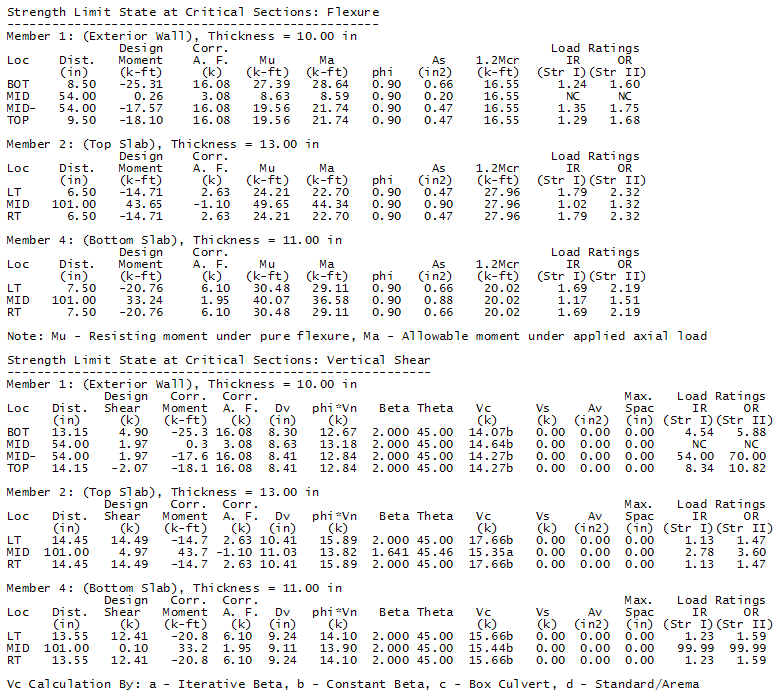 Strength Limit State at Critical Sections: Flexure
--------------------------------------------------
Member 1: (Exterior Wall), Thickness = 10.00 in
Design Corr. Load Ratings
Loc Dist. Moment A. F. Mu Ma As 1.2Mcr IR OR
(in) (k-ft) (k) (k-ft) (k-ft) phi (in2) (k-ft) (Str I)(Str II)
BOT 8.50 -25.31 16.08 27.39 28.64 0.90 0.66 16.55 1.24 1.60
MID 54.00 0.26 3.08 8.63 8.59 0.90 0.20 16.55 NC NC
MID- 54.00 -17.57 16.08 19.56 21.74 0.90 0.47 16.55 1.35 1.75
TOP 9.50 -18.10 16.08 19.56 21.74 0.90 0.47 16.55 1.29 1.68
Member 2: (Top Slab), Thickness = 13.00 in
Design Corr. Load Ratings
Loc Dist. Moment A. F. Mu Ma As 1.2Mcr IR OR
(in) (k-ft) (k) (k-ft) (k-ft) phi (in2) (k-ft) (Str I)(Str II)
LT 6.50 -14.71 2.63 24.21 22.70 0.90 0.47 27.96 1.79 2.32
MID 101.00 43.65 -1.10 49.65 44.34 0.90 0.90 27.96 1.02 1.32
RT 6.50 -14.71 2.63 24.21 22.70 0.90 0.47 27.96 1.79 2.32
Member 4: (Bottom Slab), Thickness = 11.00 in
Design Corr. Load Ratings
Loc Dist. Moment A. F. Mu Ma As 1.2Mcr IR OR
(in) (k-ft) (k) (k-ft) (k-ft) phi (in2) (k-ft) (Str I)(Str II)
LT 7.50 -20.76 6.10 30.48 29.11 0.90 0.66 20.02 1.69 2.19
MID 101.00 33.24 1.95 40.07 36.58 0.90 0.88 20.02 1.17 1.51
RT 7.50 -20.76 6.10 30.48 29.11 0.90 0.66 20.02 1.69 2.19
Note: Mu - Resisting moment under pure flexure, Ma - Allowable moment under applied axial load
Strength Limit State at Critical Sections: Vertical Shear
---------------------------------------------------------
Member 1: (Exterior Wall), Thickness = 10.00 in
Design Corr. Corr. Max. Load Ratings
Loc Dist. Shear Moment A. F. Dv phi*Vn Beta Theta Vc Vs Av Spac IR OR
(in) (k) (k-ft) (k) (in) (k) (k) (k) (in2) (in) (Str I) (Str II)
BOT 13.15 4.90 -25.3 16.08 8.30 12.67 2.000 45.00 14.07b 0.00 0.00 0.00 4.54 5.88
MID 54.00 1.97 0.3 3.08 8.63 13.18 2.000 45.00 14.64b 0.00 0.00 0.00 NC NC
MID- 54.00 1.97 -17.6 16.08 8.41 12.84 2.000 45.00 14.27b 0.00 0.00 0.00 54.00 70.00
TOP 14.15 -2.07 -18.1 16.08 8.41 12.84 2.000 45.00 14.27b 0.00 0.00 0.00 8.34 10.82
Member 2: (Top Slab), Thickness = 13.00 in
Design Corr. Corr. Max. Load Ratings
Loc Dist. Shear Moment A. F. Dv phi*Vn Beta Theta Vc Vs Av Spac IR OR
(in) (k) (k-ft) (k) (in) (k) (k) (k) (in2) (in) (Str I) (Str II)
LT 14.45 14.49 -14.7 2.63 10.41 15.89 2.000 45.00 17.66b 0.00 0.00 0.00 1.13 1.47
MID 101.00 4.97 43.7 -1.10 11.03 13.82 1.641 45.46 15.35a 0.00 0.00 0.00 2.78 3.60
RT 14.45 14.49 -14.7 2.63 10.41 15.89 2.000 45.00 17.66b 0.00 0.00 0.00 1.13 1.47
Member 4: (Bottom Slab), Thickness = 11.00 in
Design Corr. Corr. Max. Load Ratings
Loc Dist. Shear Moment A. F. Dv phi*Vn Beta Theta Vc Vs Av Spac IR OR
(in) (k) (k-ft) (k) (in) (k) (k) (k) (in2) (in) (Str I) (Str II)
LT 13.55 12.41 -20.8 6.10 9.24 14.10 2.000 45.00 15.66b 0.00 0.00 0.00 1.23 1.59
MID 101.00 0.10 33.2 1.95 9.11 13.90 2.000 45.00 15.44b 0.00 0.00 0.00 99.99 99.99
RT 13.55 12.41 -20.8 6.10 9.24 14.10 2.000 45.00 15.66b 0.00 0.00 0.00 1.23 1.59
Vc Calculation By: a - Iterative Beta, b - Constant Beta, c - Box Culvert, d - Standard/Arema